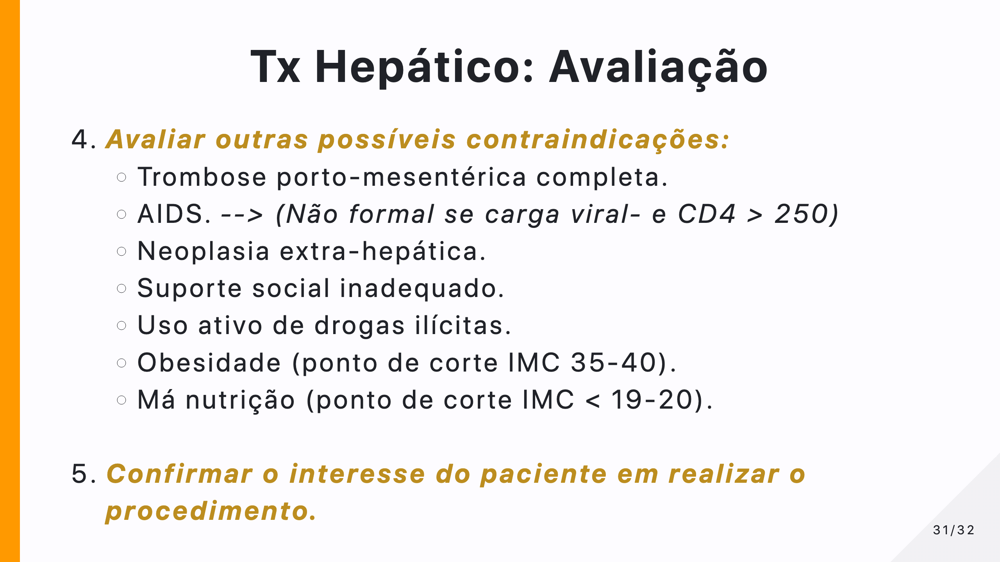 Tx Hepático: Avaliação
4. Avaliar outras possíveis contraindicações:
○ Trombose porto-mesentérica completa.
○ AIDS. --> (Não formal se carga viral- e CD4 > 250)
○ Neoplasia extra-hepática.
○ Suporte social inadequado.
○ Uso ativo de drogas ilícitas.
○ Obesidade (ponto de corte IMC 35-40).
○ Má nutrição (ponto de corte IMC < 19-20).
5. Confirmar o interesse do paciente em realizar o
procedimento.
31/32